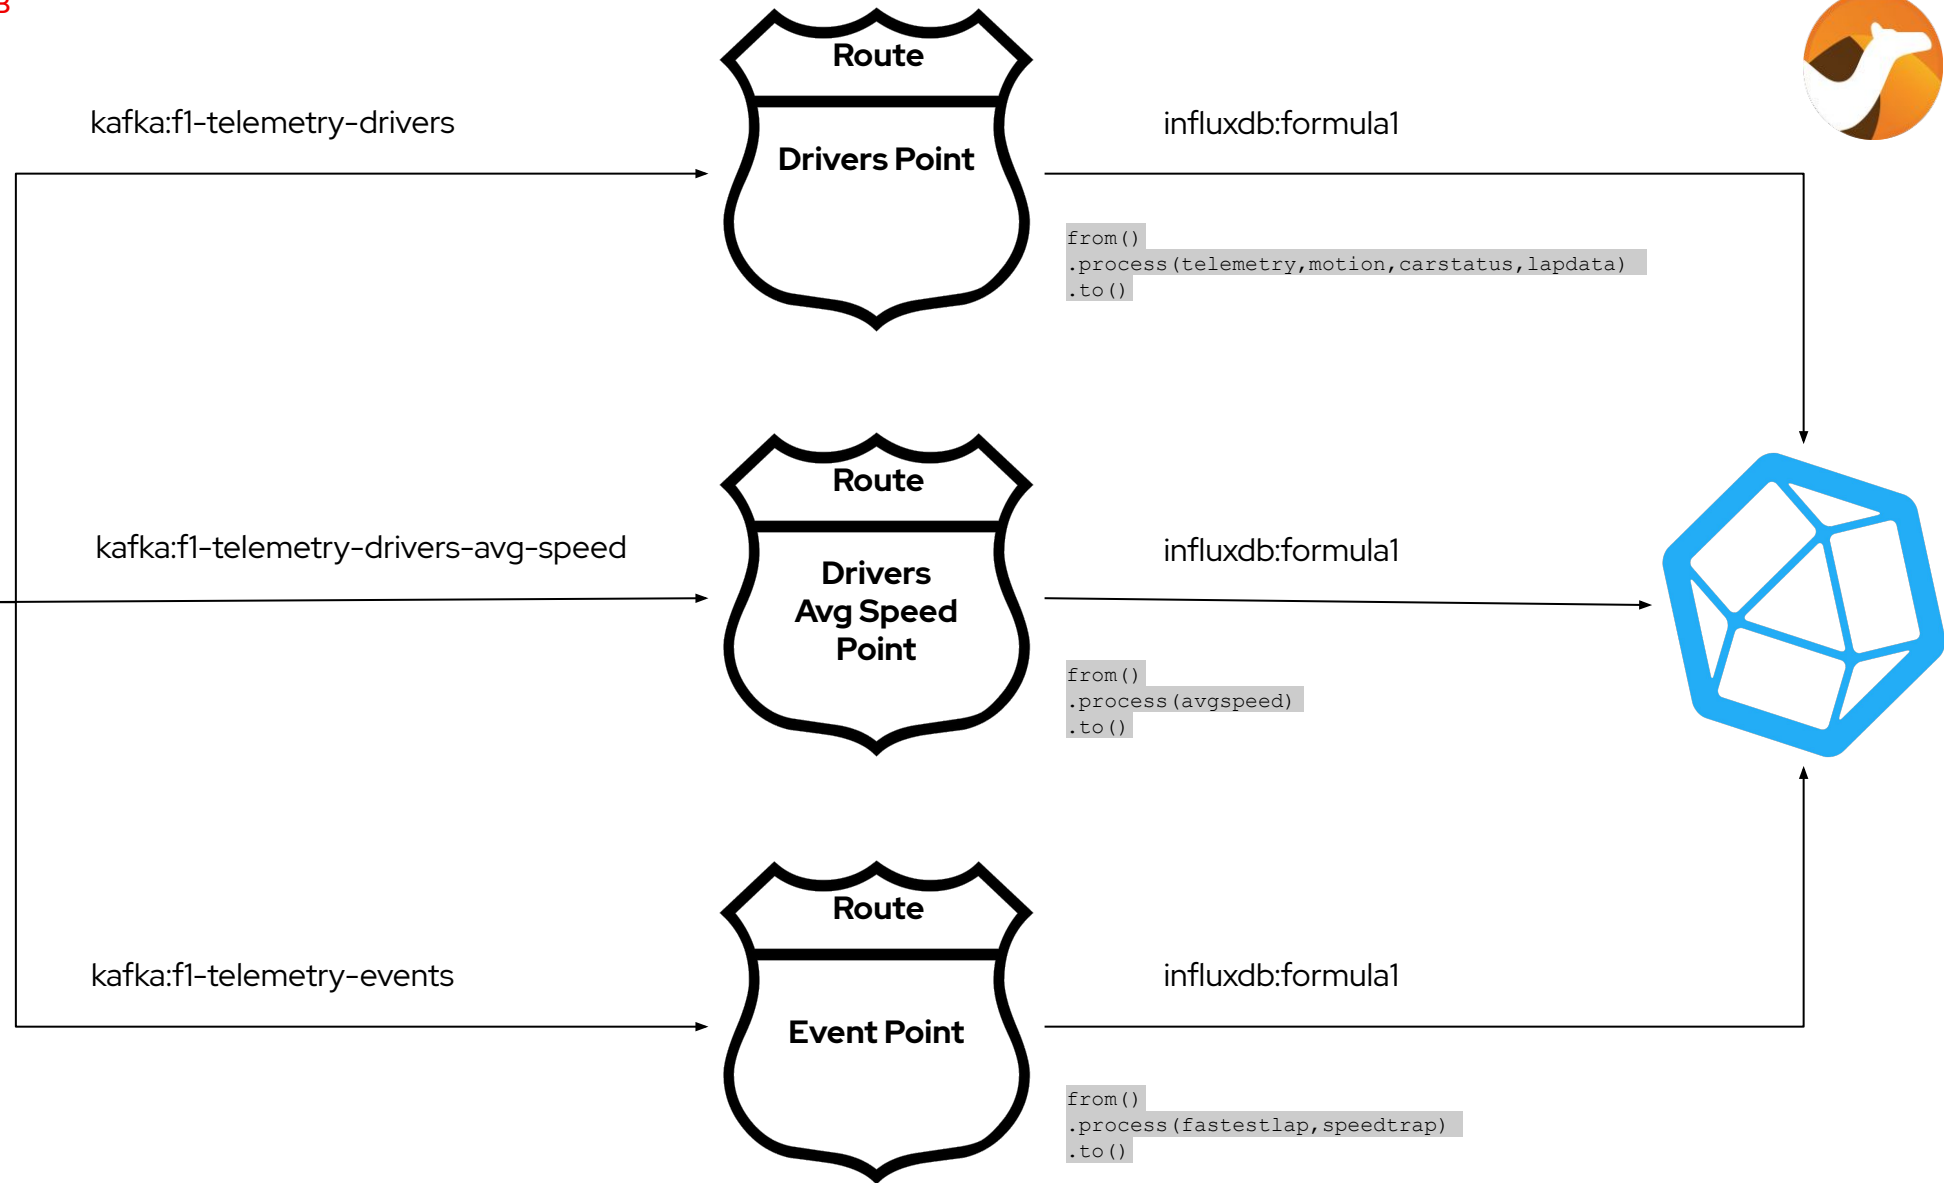 Route
kafka:f1-telemetry-drivers
influxdb:formula1
Drivers Point
from()
.process(telemetry,motion,carstatus,lapdata)
.to()
Route
kafka:f1-telemetry-drivers-avg-speed
influxdb:formula1
Drivers
Avg Speed
Point
from()
.process(avgspeed)
.to()
Route
kafka:f1-telemetry-events
influxdb:formula1
Event Point
from()
.process(fastestlap,speedtrap)
.to()